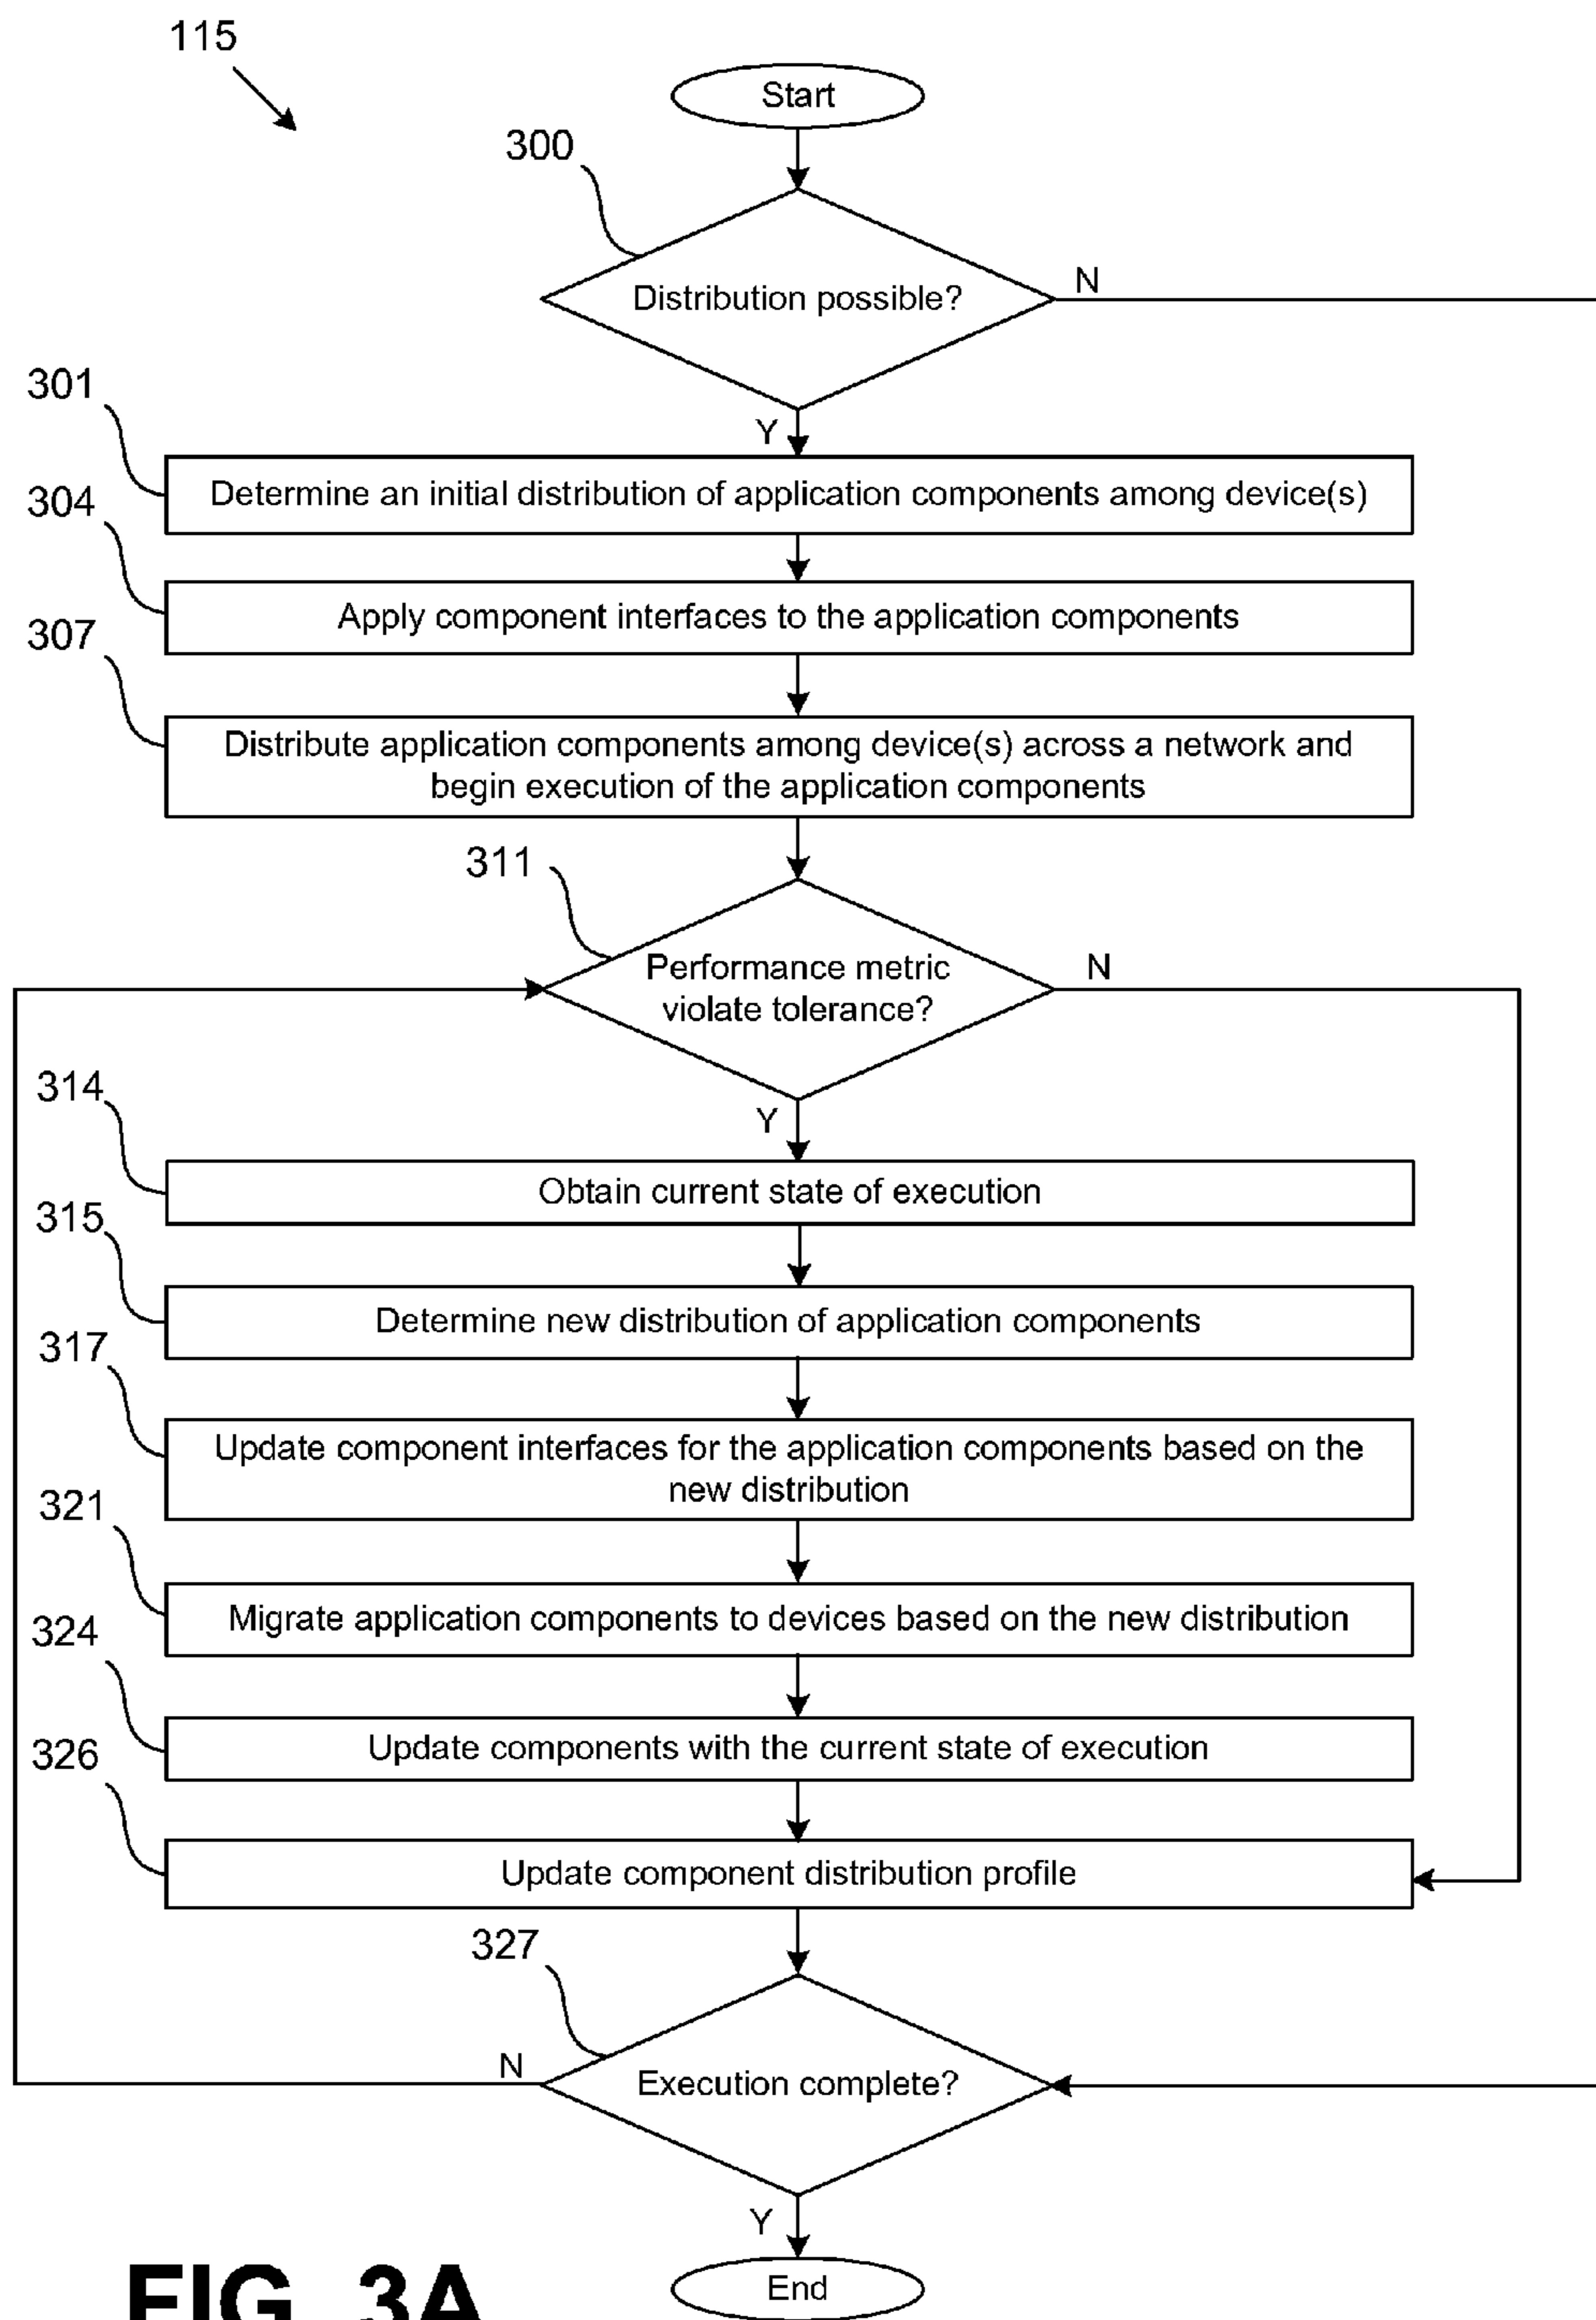 115
Start
300
Distribution possible?
N
Y
301
Determine an initial distribution of application components among device(s)
304
Apply component interfaces to the application components
307
Distribute application components among device(s) across a network and
begin execution of the application components
311
Performance metric
violate tolerance?
N
Y
314
Obtain current state of execution
315
Determine new distribution of application components
317
Update component interfaces for the application components based on the
new distribution
321
Migrate application components to devices based on the new distribution
324
Update components with the current state of execution
326
Update component distribution profile
327
Execution complete?
N
Y
End
FIG. 3A